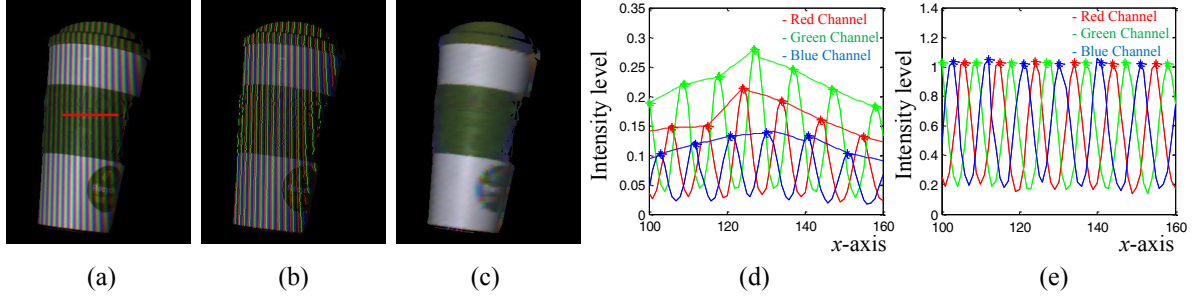 0.35
0.3
0.25
0.2
0.15
0.1
0.05
0
100
120
140
160
Intensity level
x-axis
- Red Channel
- Green Channel
- Blue Channel
1.4
1.2
1
0.8
0.6
0.4
0.2
0
100
120
140
160
Intensity level
x-axis
- Red Channel
- Green Channel
- Blue Channel
(a)
(b)
(c)
(d)
(e)